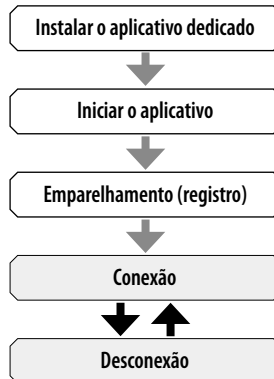 Instalar o aplicativo dedicado
Iniciar o aplicativo
Emparelhamento (registro)
Conexão
Desconexão